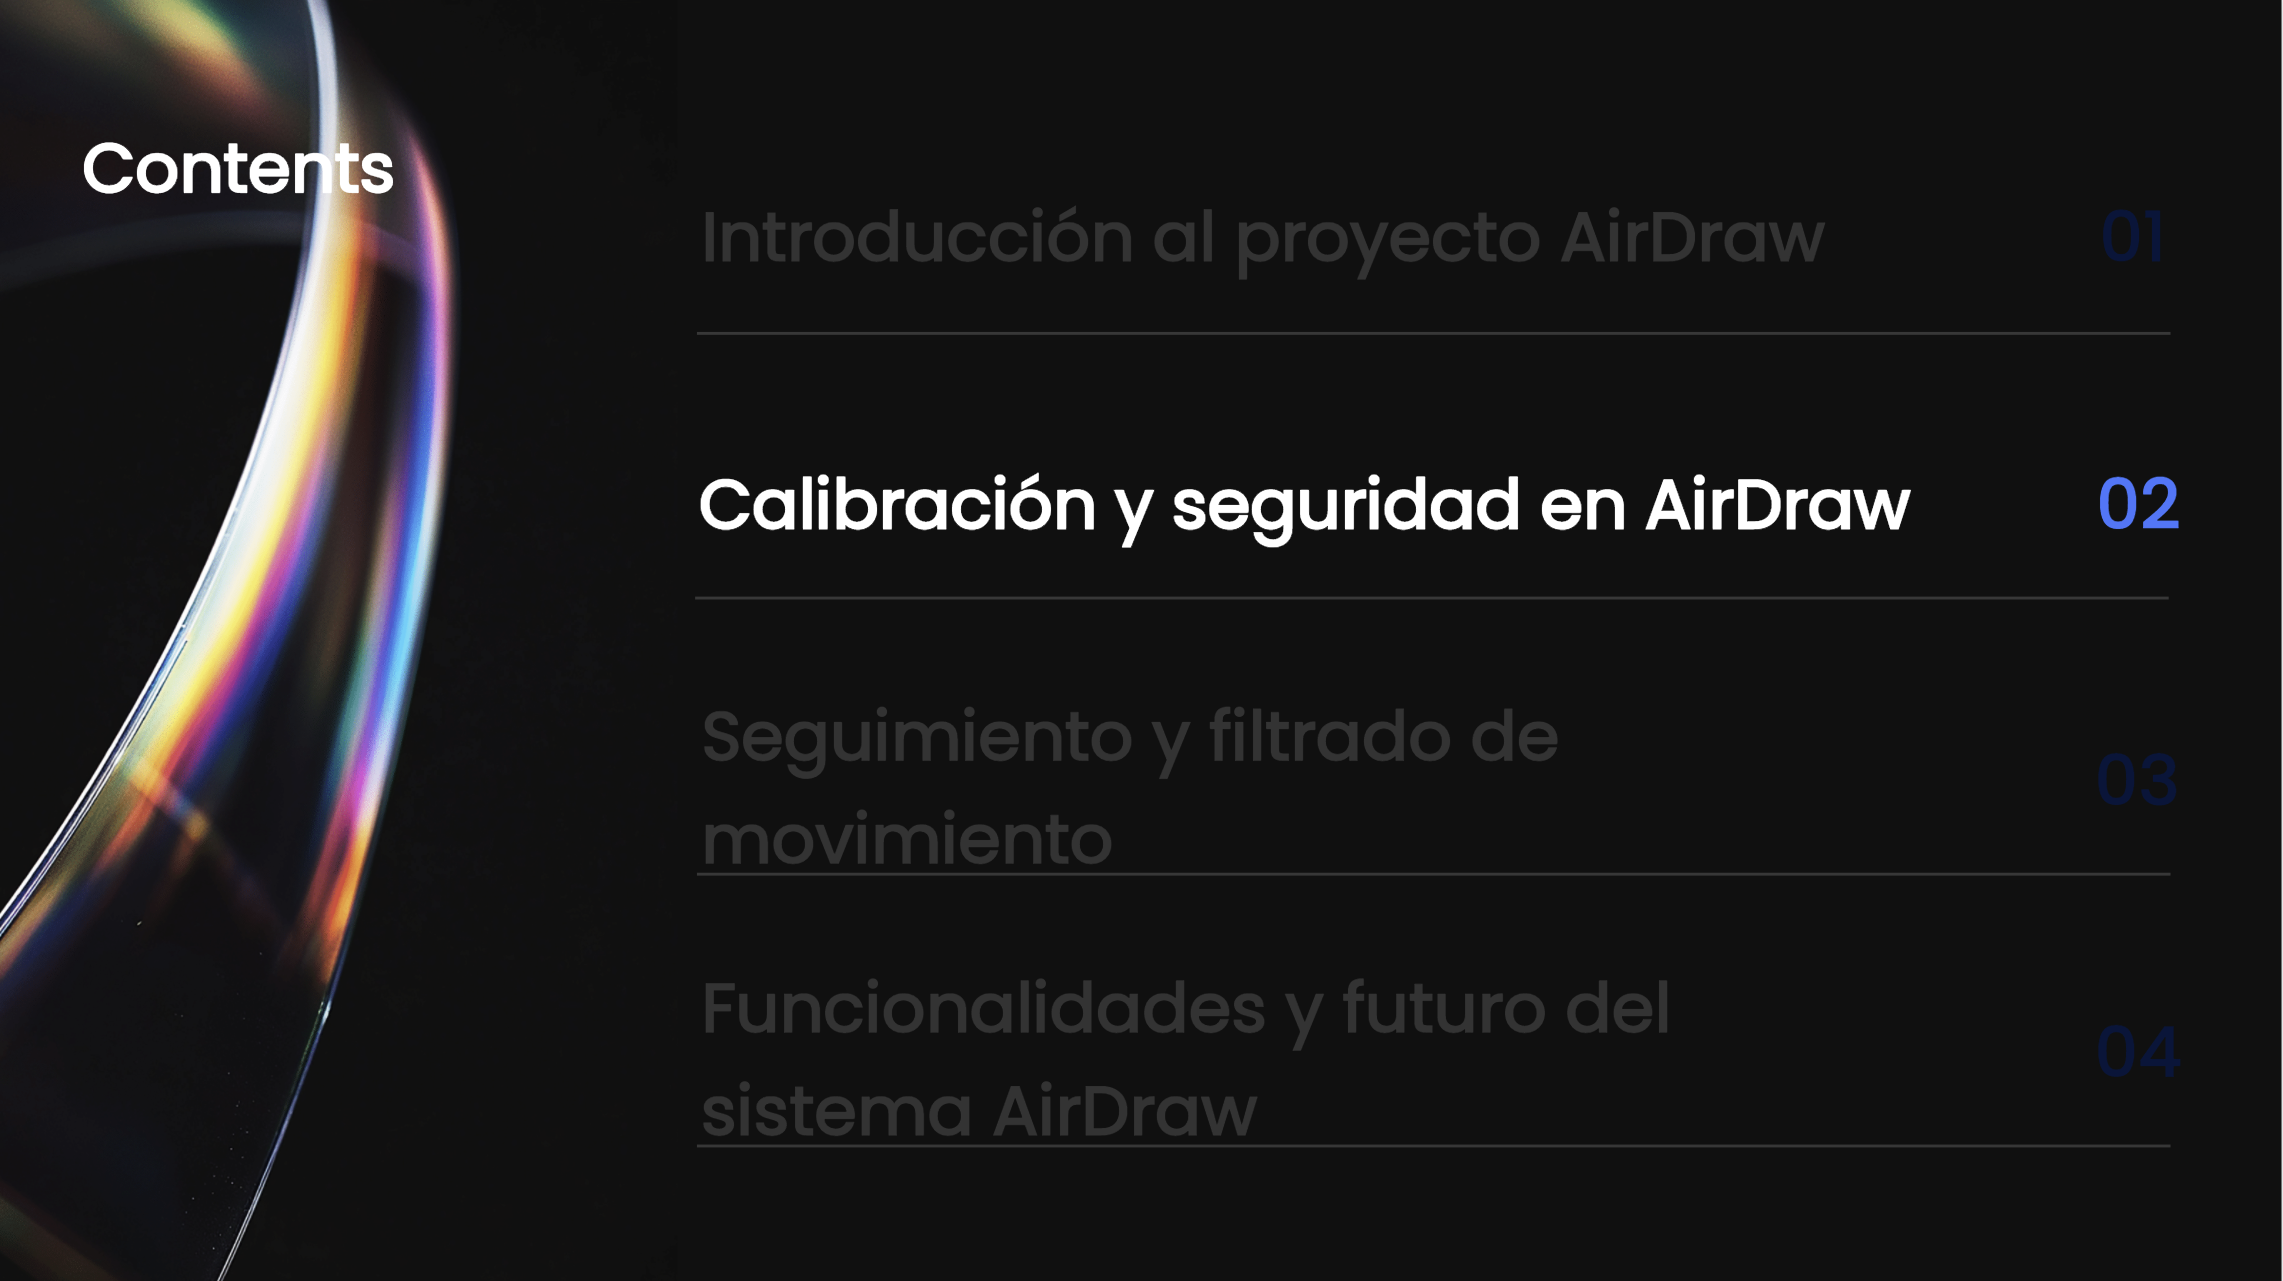 Contents
Introducción al proyecto AirDraw 01
Calibración y seguridad en AirDraw 02
Seguimiento y filtrado de
movimiento 03
Funcionalidades y futuro del
sistema AirDraw 04